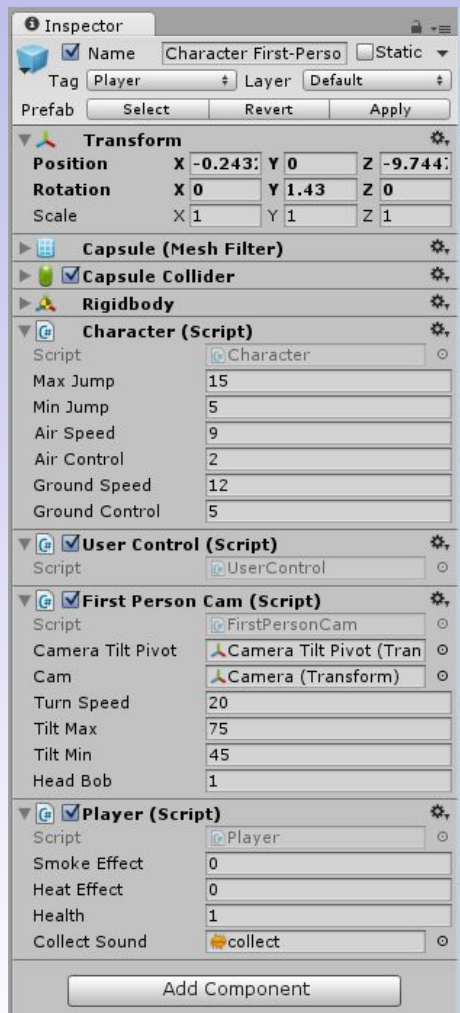 Inspector
Name Character First-Perso Static
Tag Player Layer Default
Prefab Select Revert Apply
Transform
Position X -0.243 Y 0 Z -9.744
Rotation X 0 Y 1.43 Z 0
Scale X 1 Y 1 Z 1
Capsule (Mesh Filter)
Capsule Collider
Rigidbody
Character (Script)
Script Character
Max Jump 15
Min Jump 5
Air Speed 9
Air Control 2
Ground Speed 12
Ground Control 5
User Control (Script)
Script UserControl
First Person Cam (Script)
Script FirstPersonCam
Camera Tilt Pivot Camera Tilt Pivot (Tran
Cam Camera (Transform)
Turn Speed 20
Tilt Max 75
Tilt Min 45
Head Bob 1
Player (Script)
Script Player
Smoke Effect 0
Heat Effect 0
Health 1
Collect Sound collect
Add Component